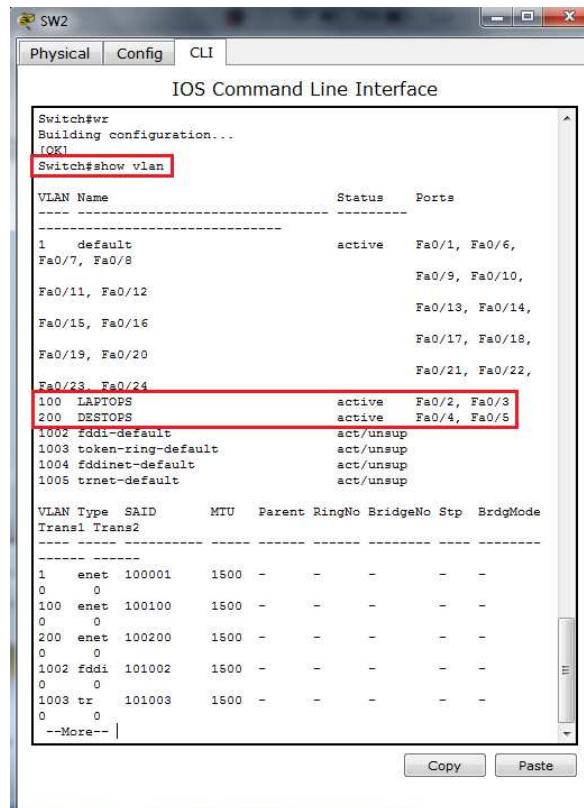 SW2
Physical Config CLI
IOS Command Line Interface
Switch#wr
Building configuration...
[OK]
Switch#show vlan
VLAN Name Status Ports
---- -------------------------------- ---------
-------------------------------
1 default active Fa0/1, Fa0/6,
Fa0/7, Fa0/8
Fa0/9, Fa0/10,
Fa0/11, Fa0/12
Fa0/13, Fa0/14,
Fa0/15, Fa0/16
Fa0/17, Fa0/18,
Fa0/19, Fa0/20
Fa0/21, Fa0/22,
Fa0/23, Fa0/24
100 LAPTOPS active Fa0/2, Fa0/3
200 DESTOPS active Fa0/4, Fa0/5
1002 fddi-default act/unsup
1003 token-ring-default act/unsup
1004 fddinet-default act/unsup
1005 trnet-default act/unsup
VLAN Type SAID MTU Parent RingNo BridgeNo Stp BrdgMode
Trans1 Trans2
---- ----- ---------- ----- ------ ------ -------- ---- --------
------ ------
1 enet 100001 1500 - - - - -
0 0
100 enet 100100 1500 - - - - -
0 0
200 enet 100200 1500 - - - - -
0 0
1002 fddi 101002 1500 - - - - -
0 0
1003 tr 101003 1500 - - - - -
0 0
--More--
Copy Paste